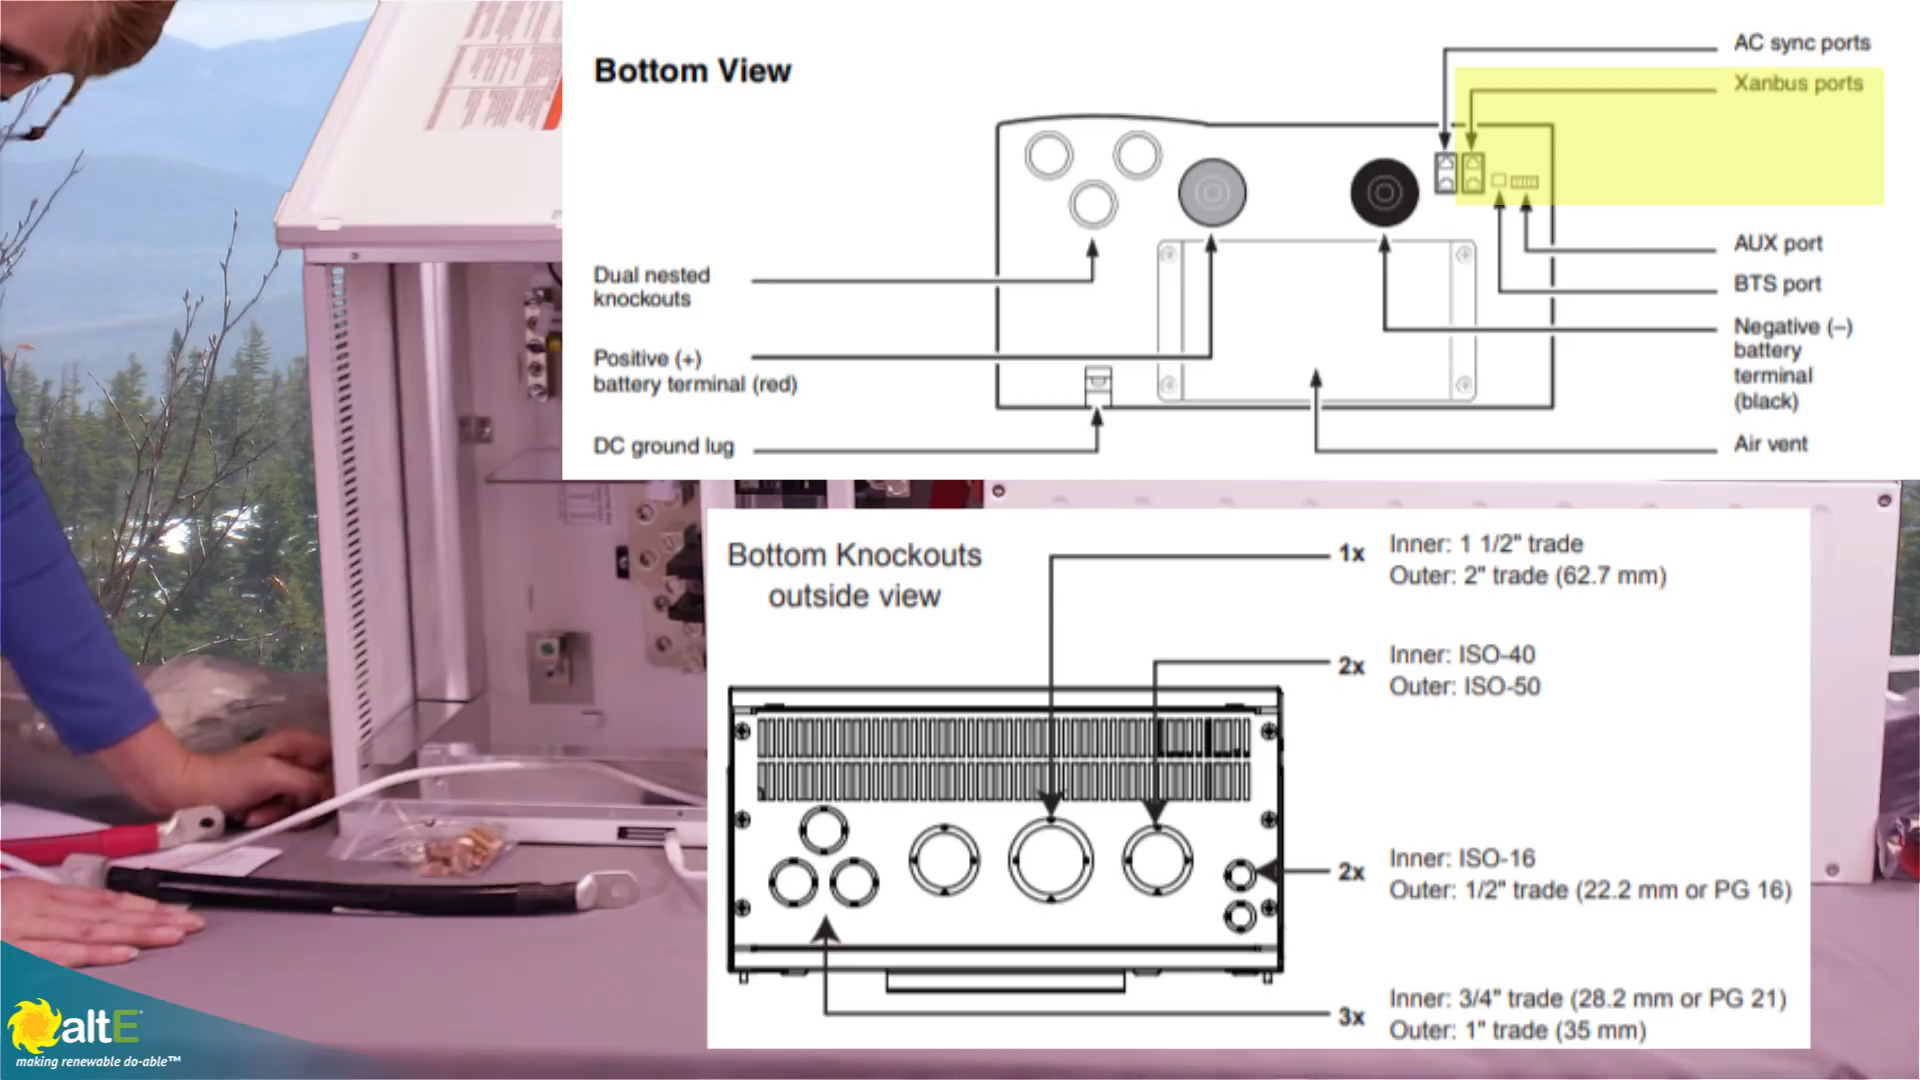 Bottom View
AC sync ports
Xanbus ports
Dual nested
knockouts
Positive (+)
battery terminal (red)
DC ground lug
AUX port
BTS port
Negative (–)
battery
terminal
(black)
Air vent
Bottom Knockouts
outside view
1x
Inner: 1 1/2" trade
Outer: 2" trade (62.7 mm)
2x
Inner: ISO-40
Outer: ISO-50
2x
Inner: ISO-16
Outer: 1/2" trade (22.2 mm or PG 16)
3x
Inner: 3/4" trade (28.2 mm or PG 21)
Outer: 1" trade (35 mm)
altE
making renewable do-able™